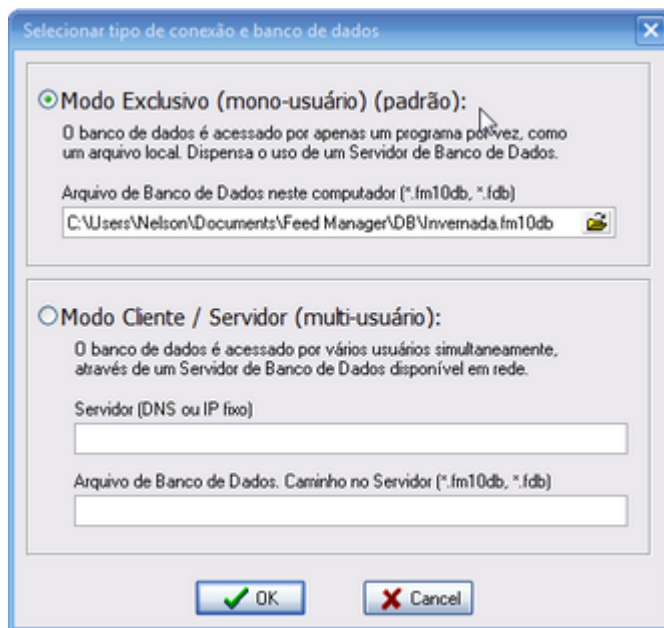 Selecionar tipo de conexão e banco de dados
Modo Exclusivo (mono-usuário) (padrão):
O banco de dados é acessado por apenas um programa por vez, como
um arquivo local. Dispensa o uso de um Servidor de Banco de Dados.
Arquivo de Banco de Dados neste computador (*.fm10db, *.fdb)
C:\Users\Nelson\Documents\Feed Manager\DB\Invernada.fm10db
Modo Cliente / Servidor (multi-usuário):
O banco de dados é acessado por vários usuários simultaneamente,
através de um Servidor de Banco de Dados disponível em rede.
Servidor (DNS ou IP fixo)
Arquivo de Banco de Dados. Caminho no Servidor (*.fm10db, *.fdb)
OK
Cancel